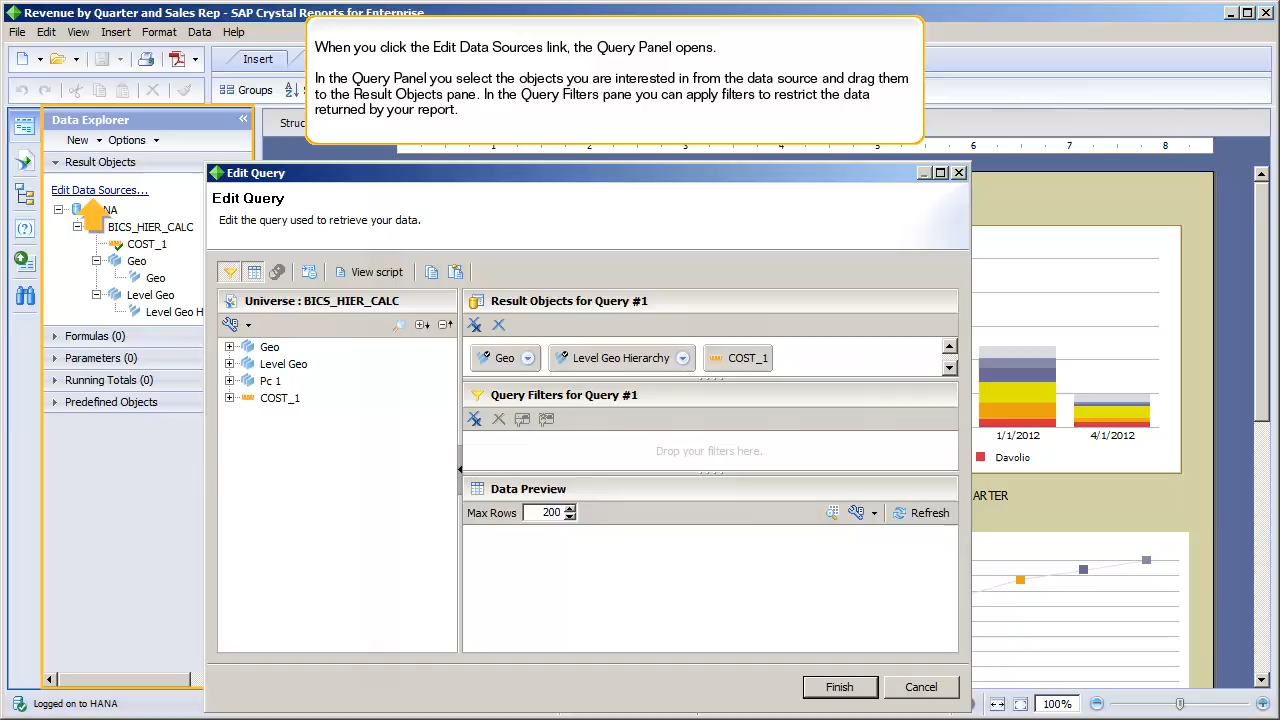 Revenue by Quarter and Sales Rep - SAP Crystal Reports for Enterprise
File Edit View Insert Format Data Help
When you click the Edit Data Sources link, the Query Panel opens.
In the Query Panel you select the objects you are interested in from the data source and drag them
to the Result Objects pane. In the Query Filters pane you can apply filters to restrict the data
returned by your report.
Insert
Groups
Data Explorer
New Options
Result Objects
Edit Data Sources...
BICS_HIER_CALC
COST_1
Geo
Geo
Level Geo
Level Geo H
Formulas (0)
Parameters (0)
Running Totals (0)
Predefined Objects
1 2 3 4 5 6 7 8
Edit Query
Edit Query
Edit the query used to retrieve your data.
View script
Universe : BICS_HIER_CALC
Geo
Level Geo
Pc 1
COST_1
Result Objects for Query #1
Geo Level Geo Hierarchy COST_1
Query Filters for Query #1
Drop your filters here.
Data Preview
Max Rows 200 Refresh
Finish Cancel
1/1/2012 4/1/2012
Davolio
ARTER
Logged on to HANA
100%